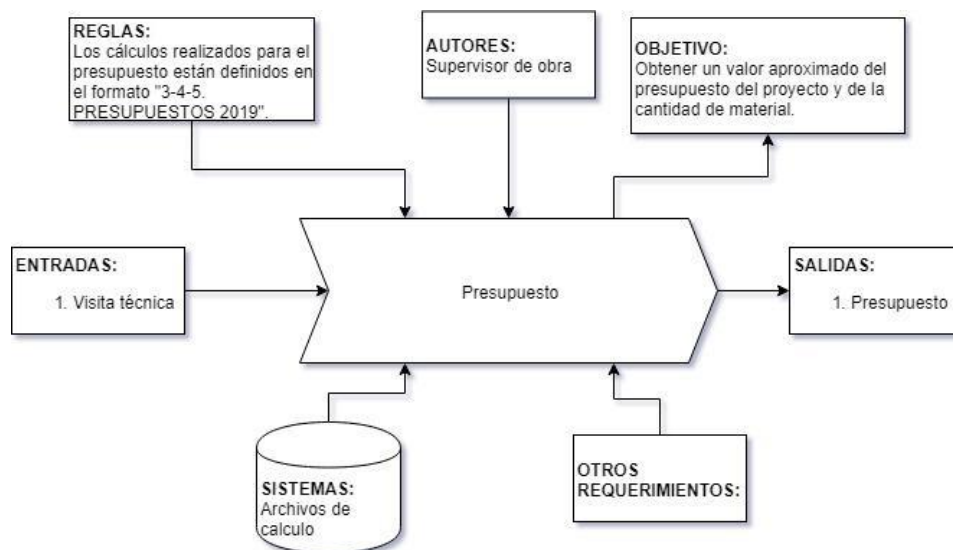 REGLAS:
Los cálculos realizados para el
presupuesto están definidos en
el formato "3-4-5.
PRESUPUESTOS 2019".
AUTORES:
Supervisor de obra
OBJETIVO:
Obtener un valor aproximado del
presupuesto del proyecto y de la
cantidad de material.
ENTRADAS:
1. Visita técnica
Presupuesto
SALIDAS:
1. Presupuesto
SISTEMAS:
Archivos de
calculo
OTROS
REQUERIMIENTOS: